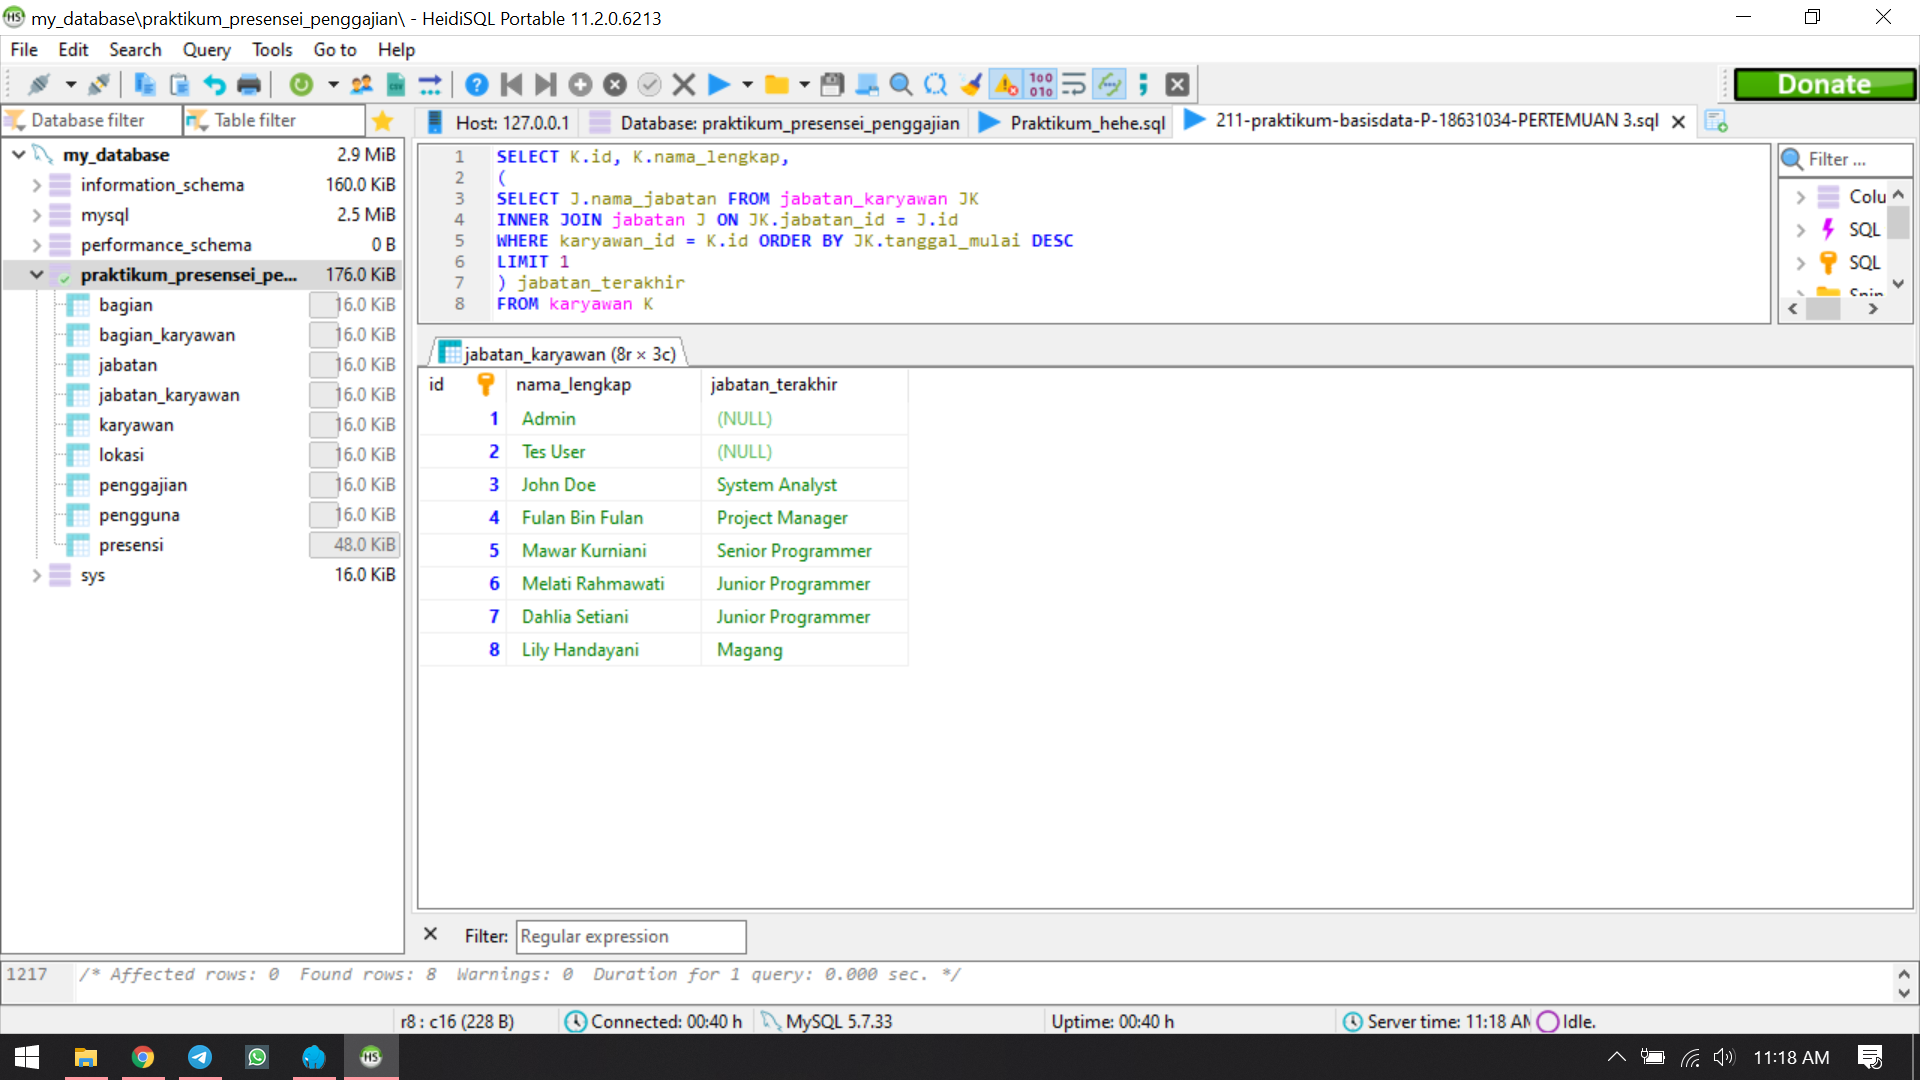 my_database\praktikum_presensei_penggajian\ - HeidiSQL Portable 11.2.0.6213
File Edit Search Query Tools Go to Help
Donate
Database filter Table filter
Host: 127.0.0.1 Database: praktikum_presensei_penggajian Praktikum_hehe.sql 211-praktikum-basisdata-P-18631034-PERTEMUAN 3.sql
my_database 2.9 MiB
information_schema 160.0 KiB
mysql 2.5 MiB
performance_schema 0 B
praktikum_presensei_pe... 176.0 KiB
bagian 16.0 KiB
bagian_karyawan 16.0 KiB
jabatan 16.0 KiB
jabatan_karyawan 16.0 KiB
karyawan 16.0 KiB
lokasi 16.0 KiB
penggajian 16.0 KiB
pengguna 16.0 KiB
presensi 48.0 KiB
sys 16.0 KiB
1 SELECT K.id, K.nama_lengkap,
2 (
3 SELECT J.nama_jabatan FROM jabatan_karyawan JK
4 INNER JOIN jabatan J ON JK.jabatan_id = J.id
5 WHERE karyawan_id = K.id ORDER BY JK.tanggal_mulai DESC
6 LIMIT 1
7 ) jabatan_terakhir
8 FROM karyawan K
Filter ...
Colu
SQL
SQL
jabatan_karyawan (8r × 3c)
id nama_lengkap jabatan_terakhir
1 Admin (NULL)
2 Tes User (NULL)
3 John Doe System Analyst
4 Fulan Bin Fulan Project Manager
5 Mawar Kurniani Senior Programmer
6 Melati Rahmawati Junior Programmer
7 Dahlia Setiani Junior Programmer
8 Lily Handayani Magang
Filter: Regular expression
1217 /* Affected rows: 0 Found rows: 8 Warnings: 0 Duration for 1 query: 0.000 sec. */
r8 : c16 (228 B) Connected: 00:40 h MySQL 5.7.33 Uptime: 00:40 h Server time: 11:18 AM Idle.
HS 11:18 AM